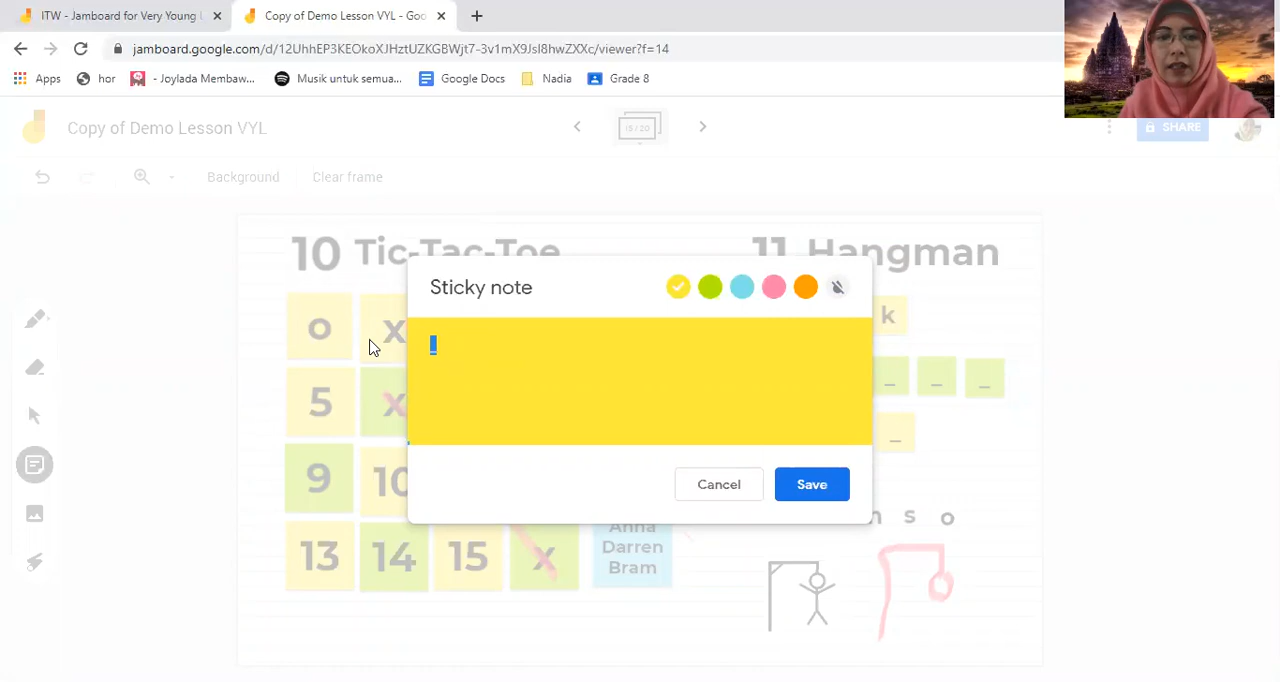 ITW - Jamboard for Very Young L
Copy of Demo Lesson VYL - Goo
jamboard.google.com/d/12UhhEP3KEOkoXJHztUZKGBWjt7-3v1mX9JsI8hwZXXc/viewer?f=14
Apps
hor
- Joylada Membaw...
Musik untuk semua...
Google Docs
Nadia
Grade 8
Copy of Demo Lesson VYL
15 / 20
SHARE
Background
Clear frame
10 Tic-Tac-Toe
11 Hangman
Sticky note
_
Cancel
Save
o x
5 x
9 10
13 14 15 x
Anna
Darren
Bram
k
_ _ _
_
n s o